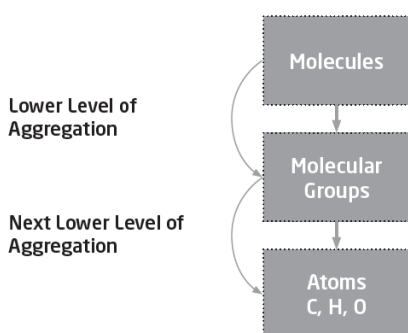 Molecules
Lower Level of
Aggregation
Molecular
Groups
Next Lower Level of
Aggregation
Atoms
C, H, O